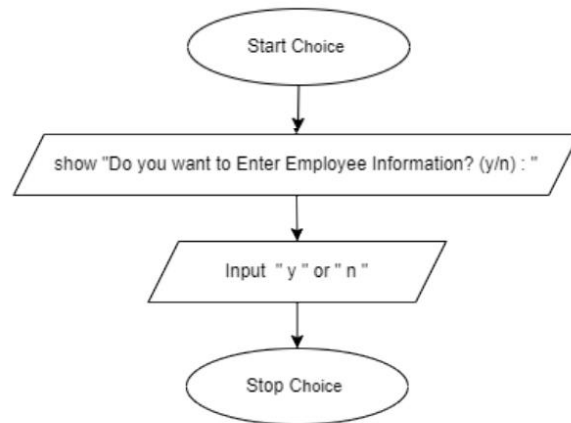 Start Choice
show "Do you want to Enter Employee Information? (y/n) : "
Input " y " or " n "
Stop Choice